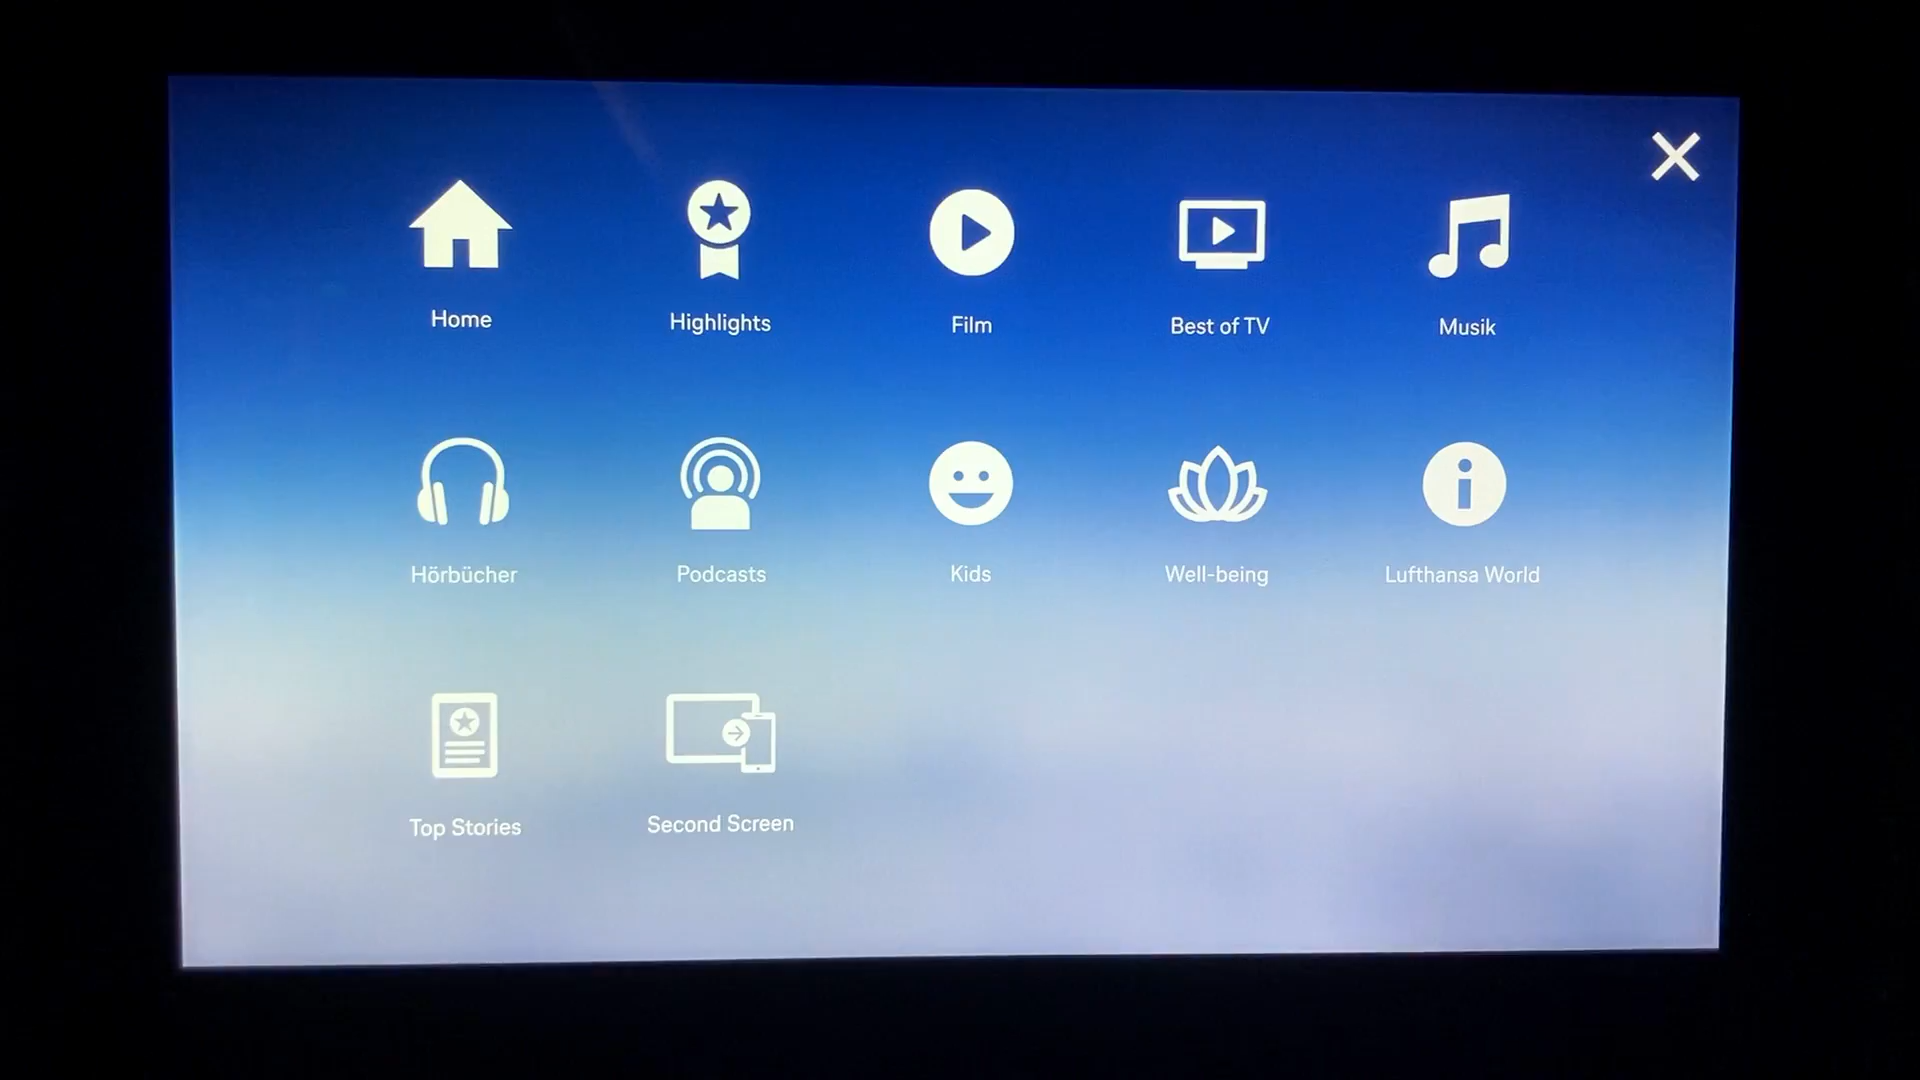 Home
Highlights
Film
Best of TV
Musik
Hörbücher
Podcasts
Kids
Well-being
Lufthansa World
Top Stories
Second Screen